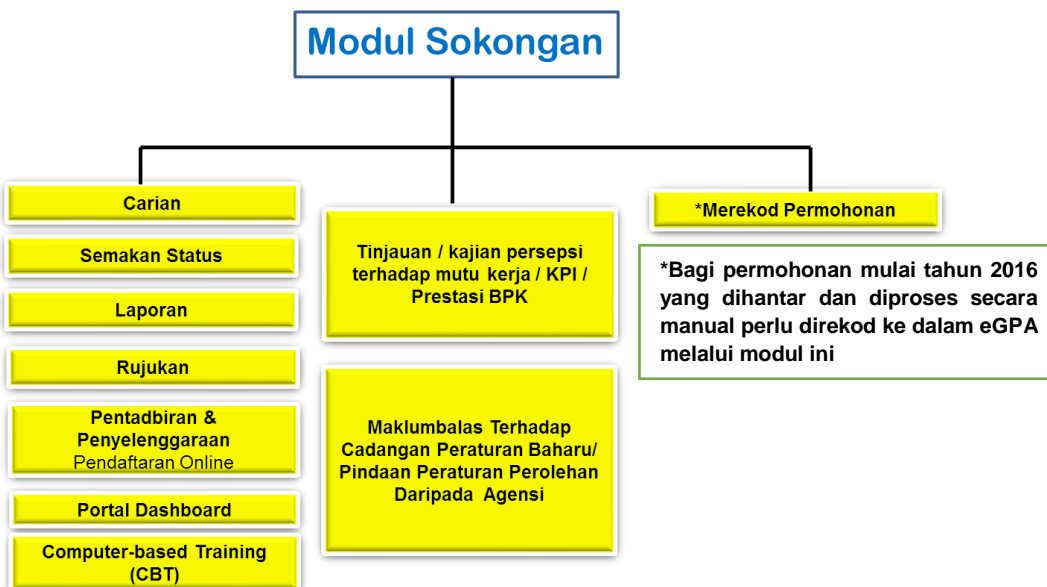 Modul Sokongan
Carian
Semakan Status
Laporan
Rujukan
Pentadbiran &
Penyelenggaraan
Pendaftaran Online
Portal Dashboard
Computer-based Training
(CBT)
Tinjauan / kajian persepsi
terhadap mutu kerja / KPI /
Prestasi BPK
Maklumbalas Terhadap
Cadangan Peraturan Baharu/
Pindaan Peraturan Perolehan
Daripada Agensi
*Merekod Permohonan
*Bagi permohonan mulai tahun 2016
yang dihantar dan diproses secara
manual perlu direkod ke dalam eGPA
melalui modul ini